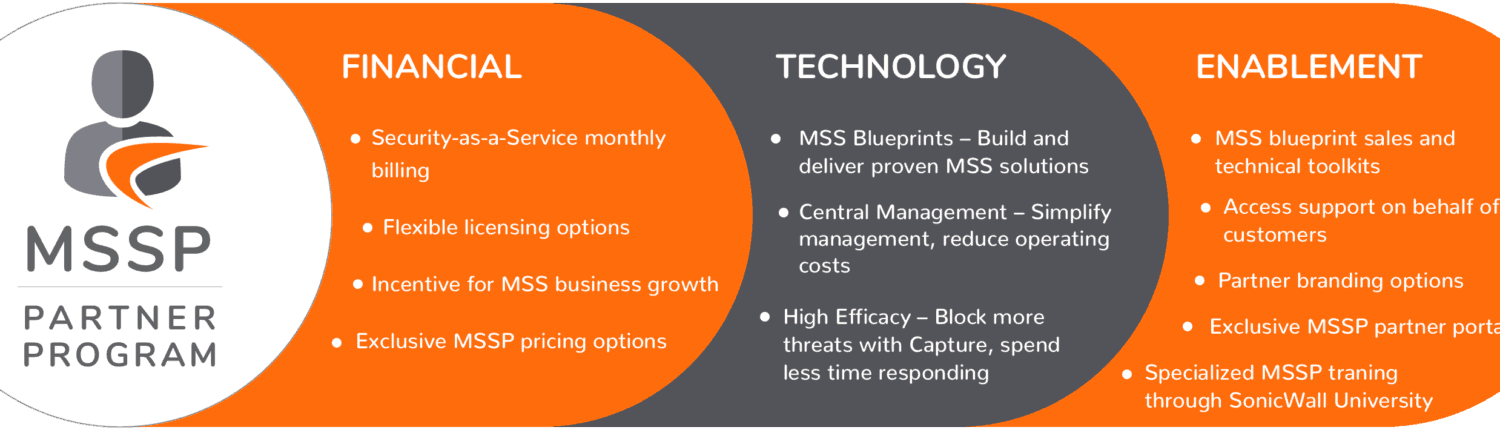 MSSP
PARTNER
PROGRAM
FINANCIAL
• Security-as-a-Service monthly
billing
• Flexible licensing options
• Incentive for MSS business growth
• Exclusive MSSP pricing options
TECHNOLOGY
• MSS Blueprints – Build and
deliver proven MSS solutions
• Central Management – Simplify
management, reduce operating
costs
• High Efficacy – Block more
threats with Capture, spend
less time responding
ENABLEMENT
• MSS blueprint sales and
technical toolkits
• Access support on behalf of
customers
• Partner branding options
• Exclusive MSSP partner porta
• Specialized MSSP traning
through SonicWall University